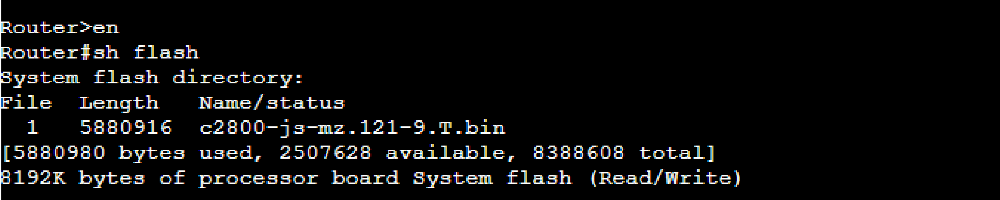 Router>en
Router#sh flash
System flash directory:
File  Length   Name/status
  1   5880916  c2800-js-mz.121-9.T.bin
[5880980 bytes used, 2507628 available, 8388608 total]
8192K bytes of processor board System flash (Read/Write)